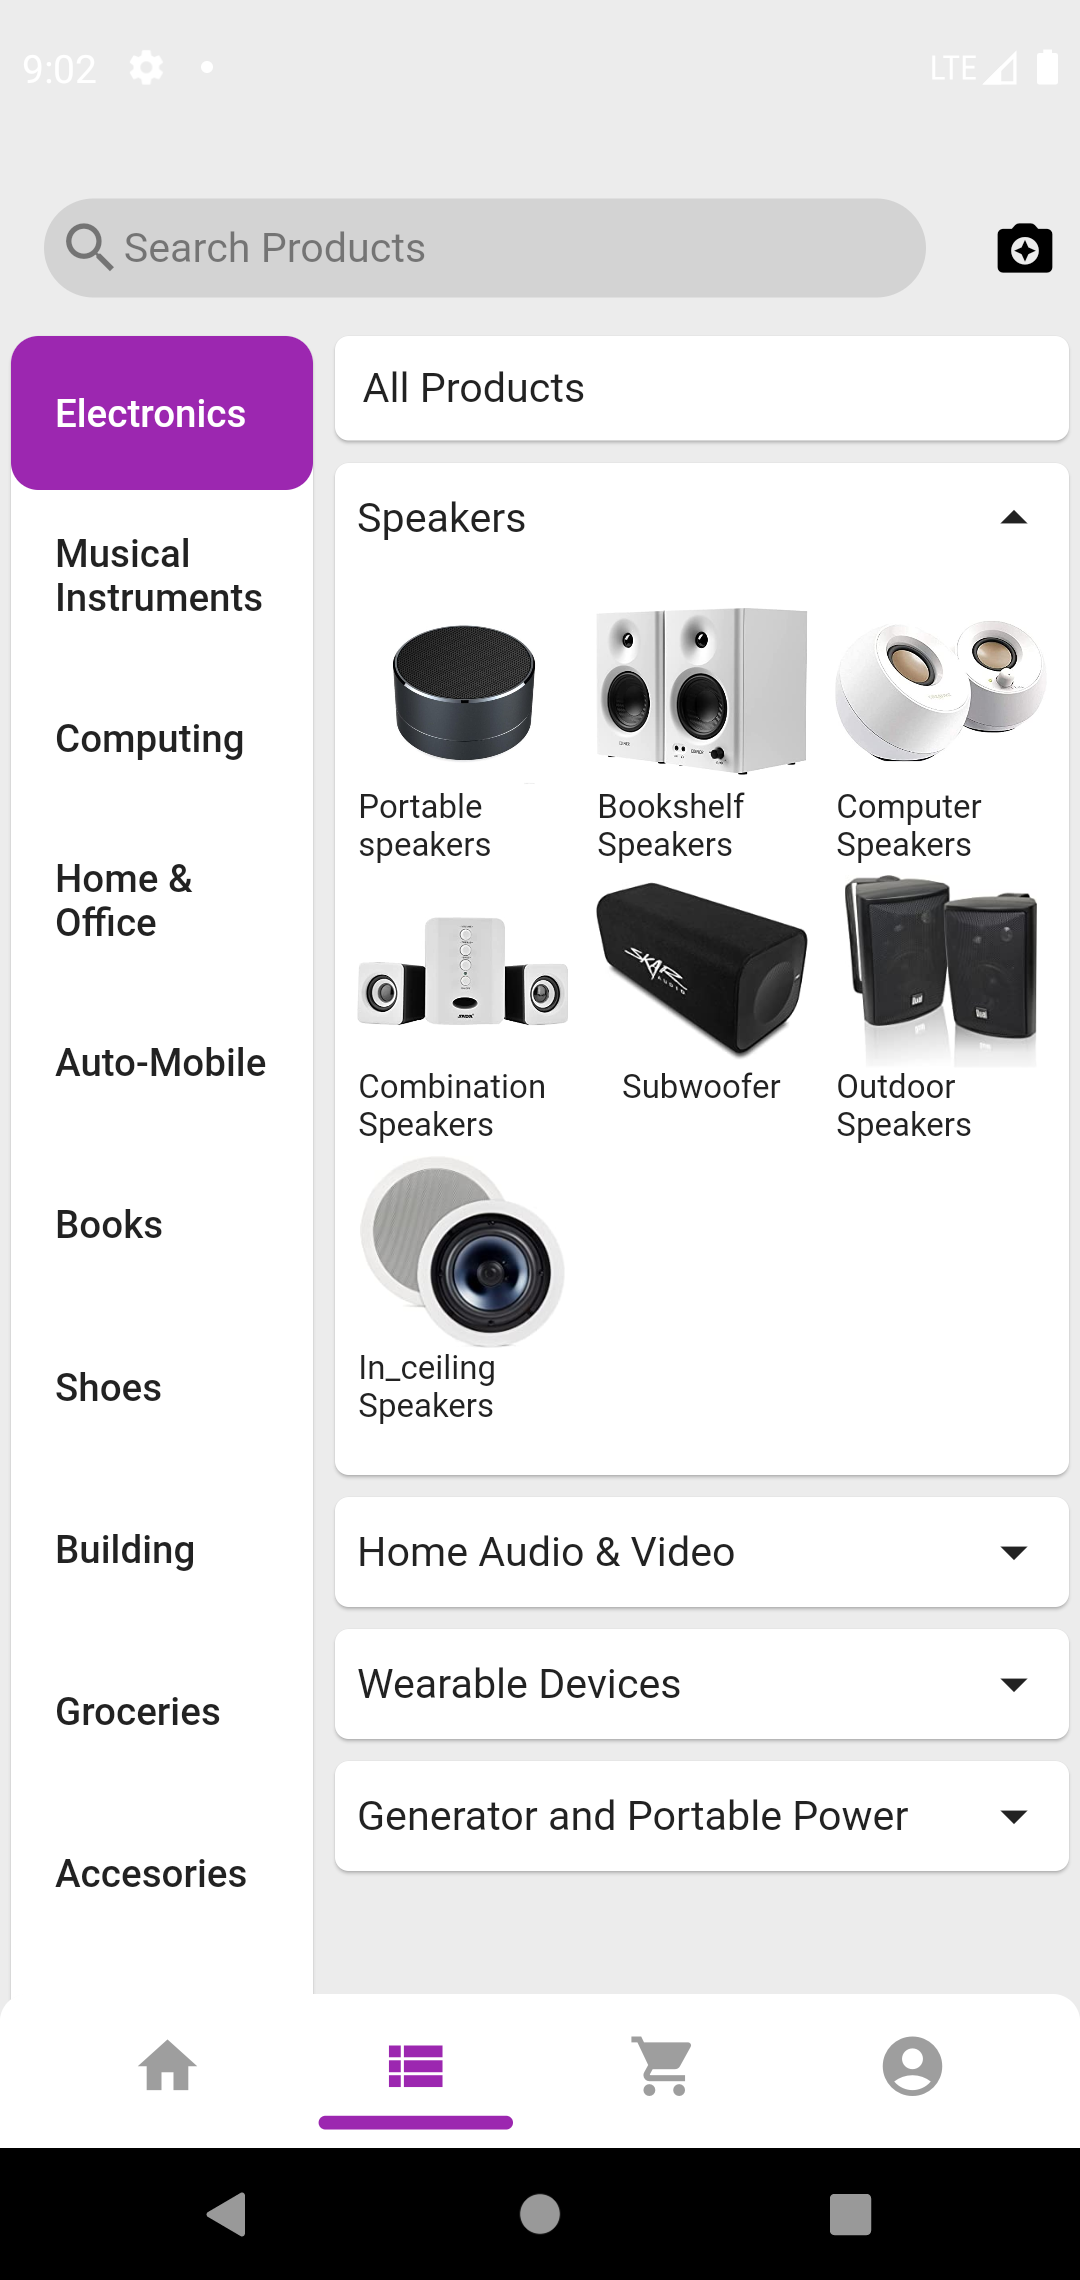 9:02
LTE
Search Products
Electronics
Musical
Instruments
Computing
Home &
Office
Auto-Mobile
Books
Shoes
Building
Groceries
Accesories
All Products
Speakers
Portable
speakers
Bookshelf
Speakers
Computer
Speakers
SKAR
AUDIO
Combination
Speakers
Subwoofer
Outdoor
Speakers
In_ceiling
Speakers
Home Audio & Video
Wearable Devices
Generator and Portable Power